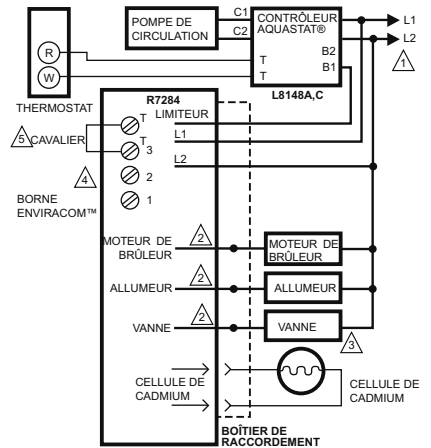 POMPE DE
CIRCULATION
C1
C2
CONTRÔLEUR
AQUASTAT®
B2
T
T
B1
L8148A,C
L1
L2
1
R
W
THERMOSTAT
R7284
LIMITEUR
T
T
L1
3
L2
2
1
5
CAVALIER
4
BORNE
ENVIRACOM™
MOTEUR DE
BRÛLEUR
2
MOTEUR DE
BRÛLEUR
ALLUMEUR
2
ALLUMEUR
VANNE
2
VANNE
3
CELLULE DE
CADMIUM
CELLULE DE
CADMIUM
BOÎTIER DE
RACCORDEMENT